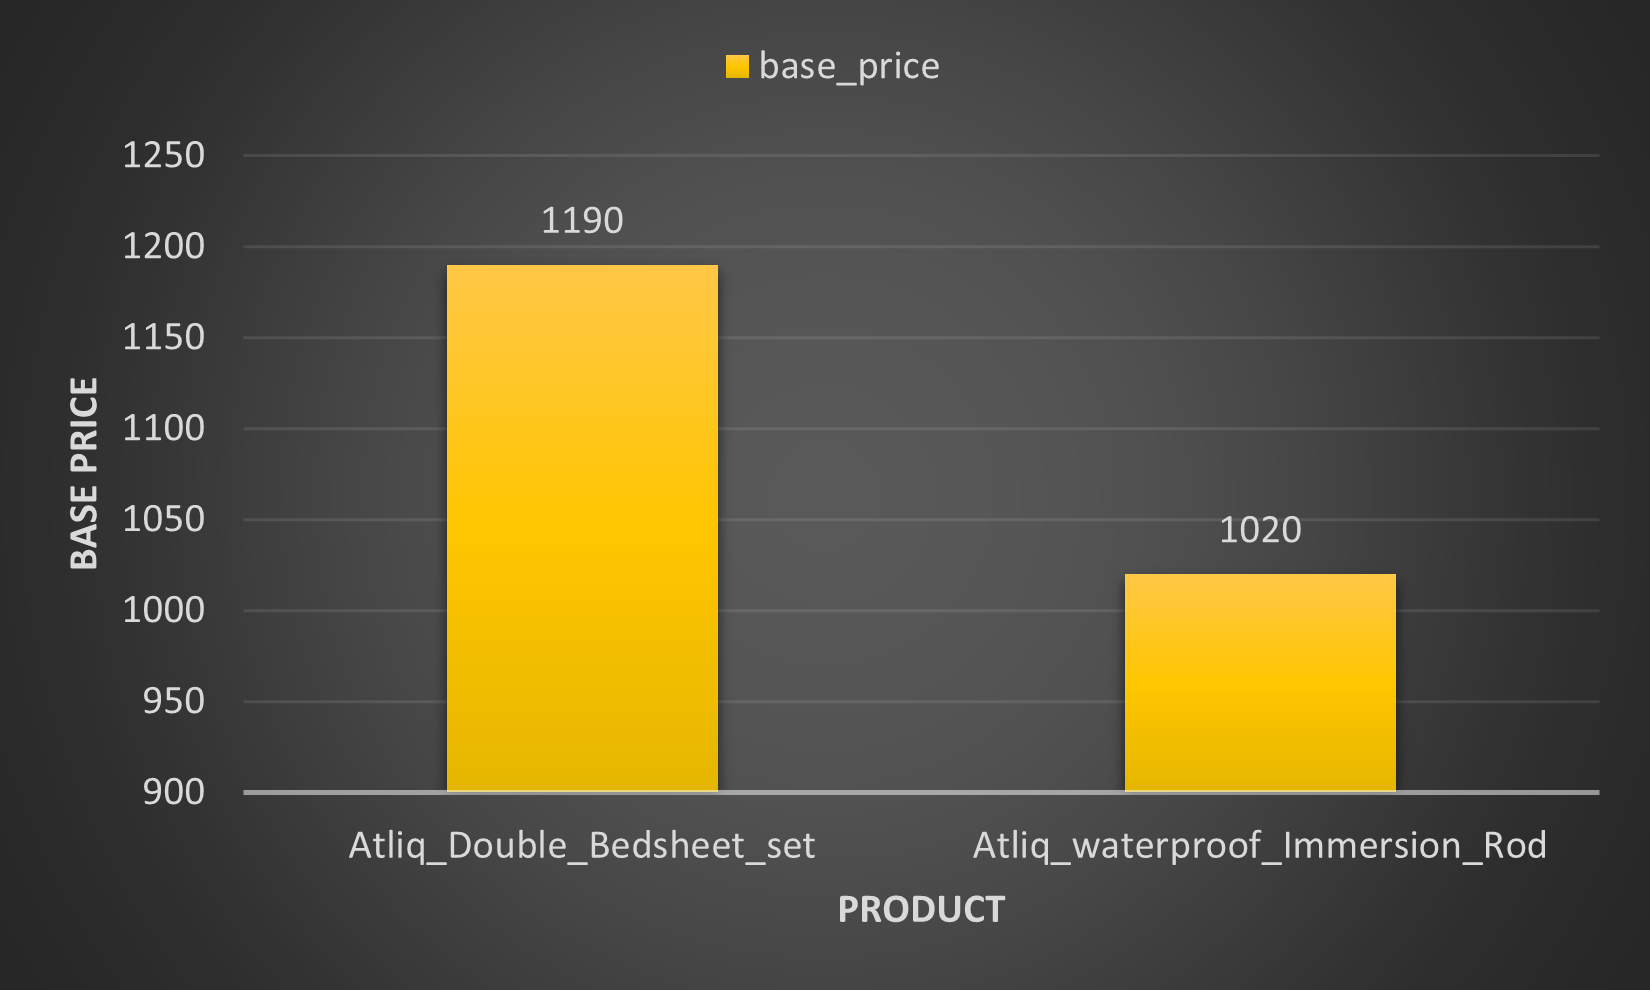 base_price
1250
1200
1150
1100
1050
1000
950
900
BASE PRICE
1190
1020
Atliq_Double_Bedsheet_set
Atliq_waterproof_Immersion_Rod
PRODUCT